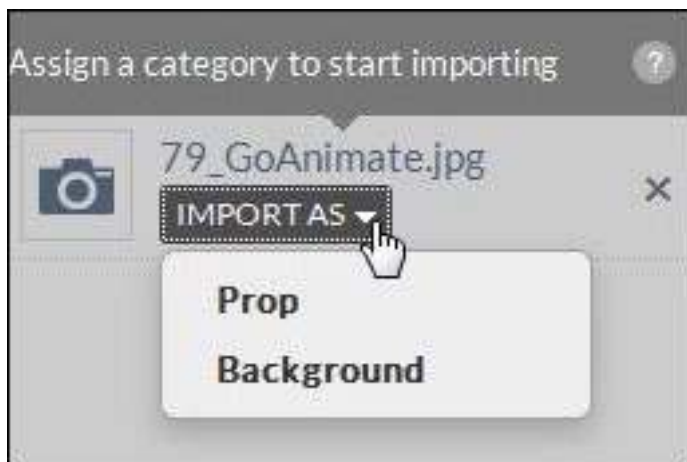 Assign a category to start importing ?
79_GoAnimate.jpg
IMPORT AS
Prop
Background